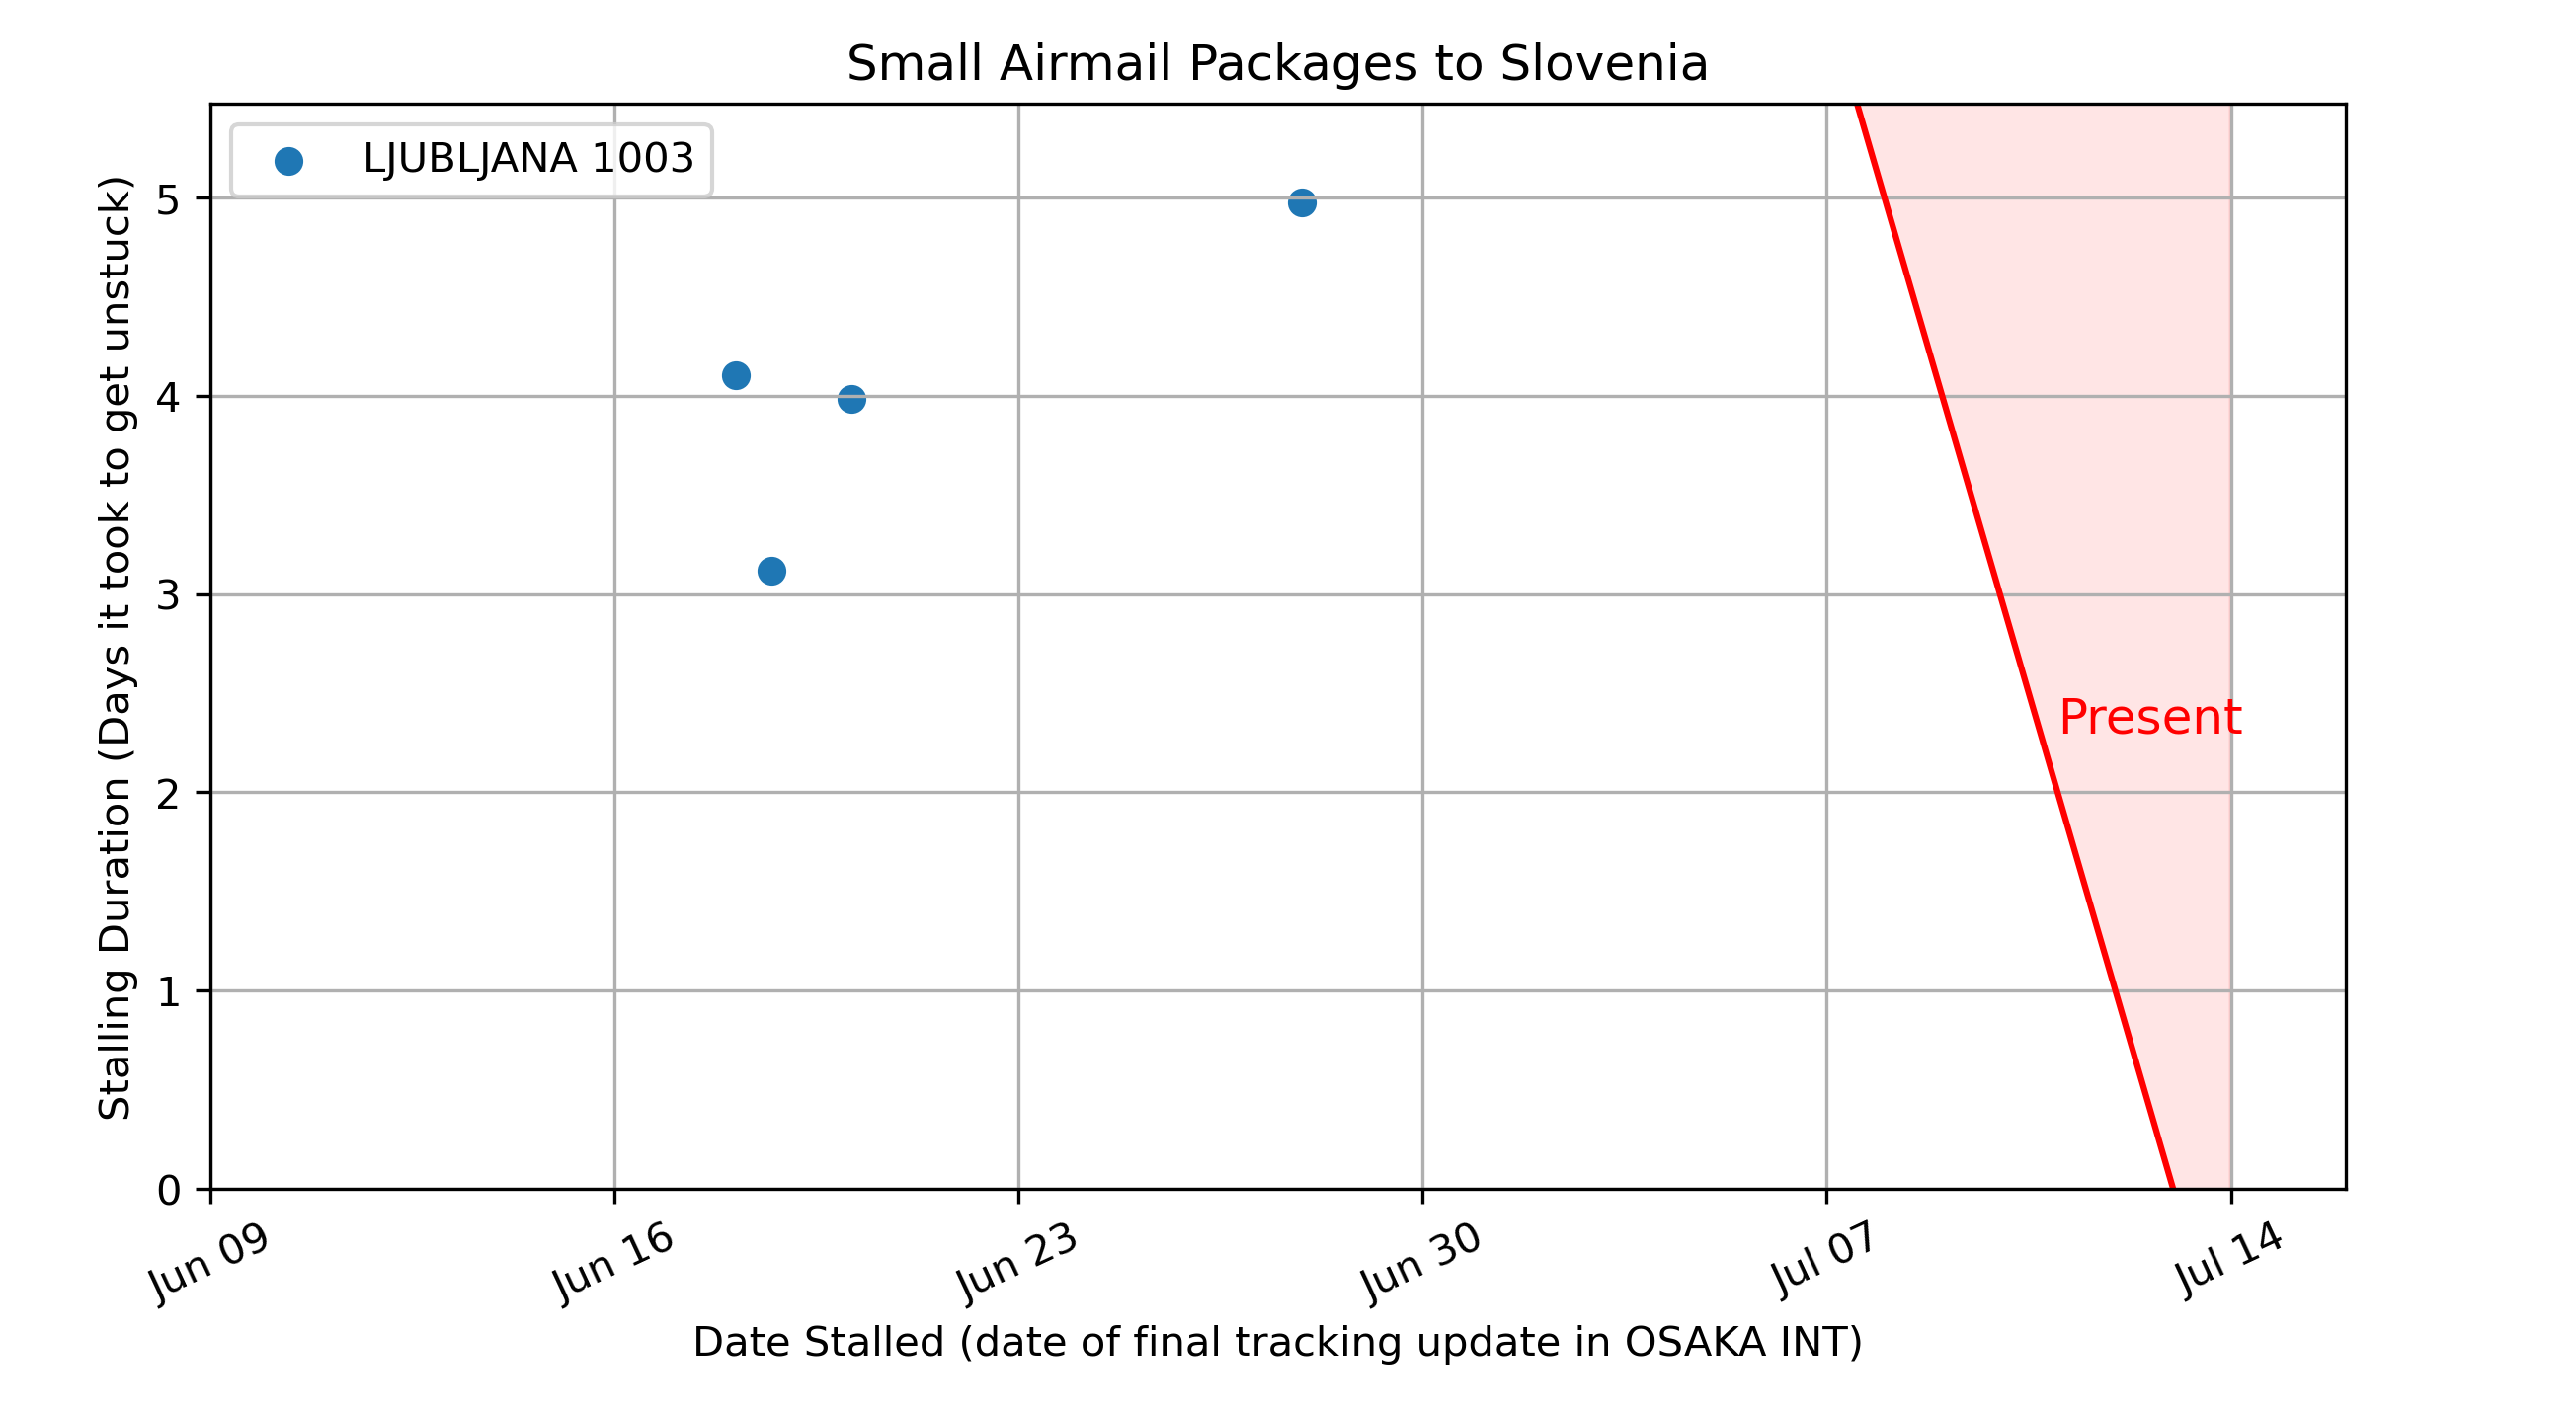 Small Airmail Packages to Slovenia
LJUBLJANA 1003
Stalling Duration (Days it took to get unstuck)
5
4
3
2
1
0
Present
Jun 09
Jun 16
Jun 23
Jun 30
Jul 07
Jul 14
Date Stalled (date of final tracking update in OSAKA INT)